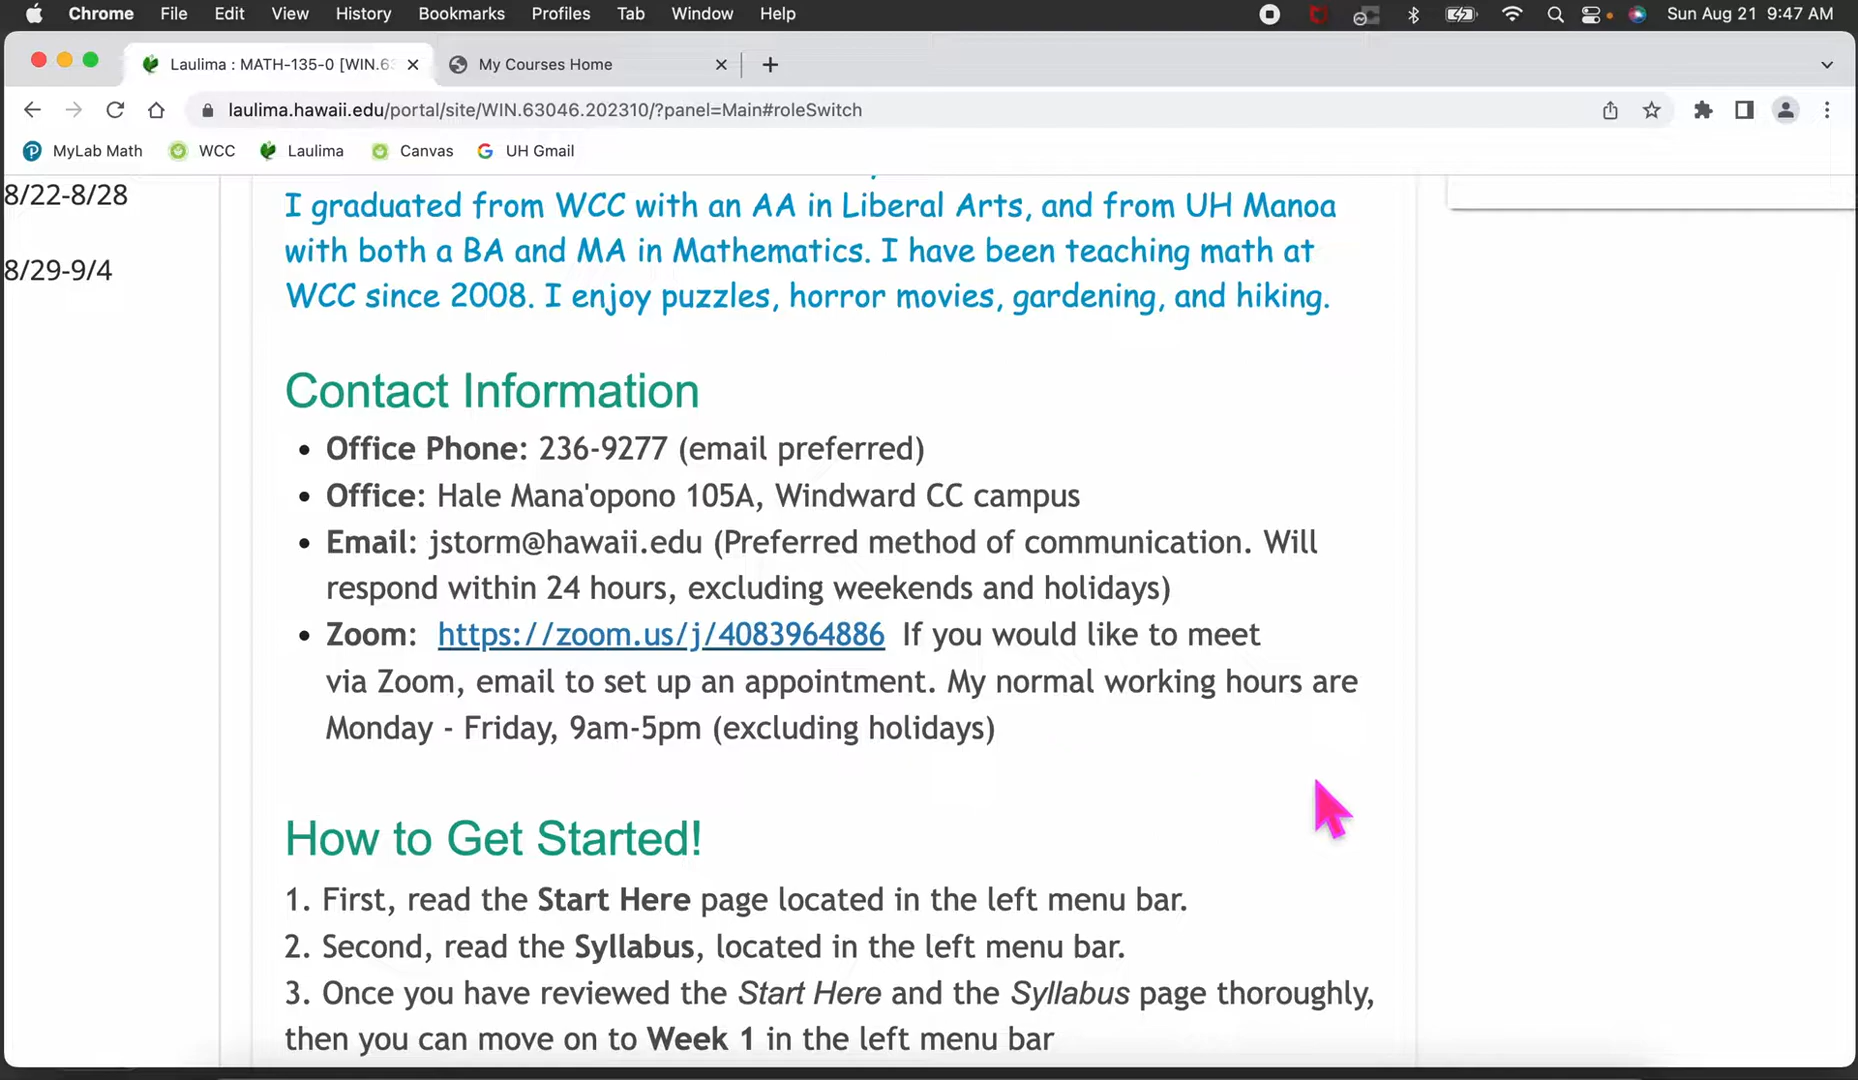 Chrome File Edit View History Bookmarks Profiles Tab Window Help Sun Aug 21 9:47 AM
Laulima : MATH-135-0 [WIN.63 My Courses Home
laulima.hawaii.edu/portal/site/WIN.63046.202310/?panel=Main#roleSwitch
MyLab Math WCC Laulima Canvas UH Gmail
8/22-8/28
8/29-9/4
I graduated from WCC with an AA in Liberal Arts, and from UH Manoa
with both a BA and MA in Mathematics. I have been teaching math at
WCC since 2008. I enjoy puzzles, horror movies, gardening, and hiking.
Contact Information
• Office Phone: 236-9277 (email preferred)
• Office: Hale Mana'opono 105A, Windward CC campus
• Email: jstorm@hawaii.edu (Preferred method of communication. Will
respond within 24 hours, excluding weekends and holidays)
• Zoom: https://zoom.us/j/4083964886 If you would like to meet
via Zoom, email to set up an appointment. My normal working hours are
Monday - Friday, 9am-5pm (excluding holidays)
How to Get Started!
1. First, read the Start Here page located in the left menu bar.
2. Second, read the Syllabus, located in the left menu bar.
3. Once you have reviewed the Start Here and the Syllabus page thoroughly,
then you can move on to Week 1 in the left menu bar